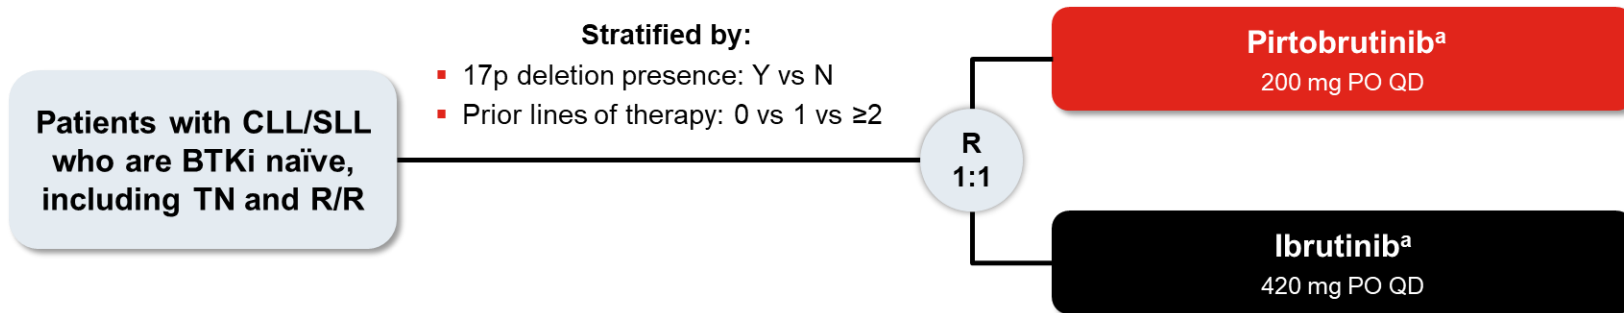 Patients with CLL/SLL
who are BTKi naïve,
including TN and R/R
Stratified by:
▪ 17p deletion presence: Y vs N
▪ Prior lines of therapy: 0 vs 1 vs ≥2
R
1:1
Pirtobrutinibᵃ
200 mg PO QD
Ibrutinibᵃ
420 mg PO QD